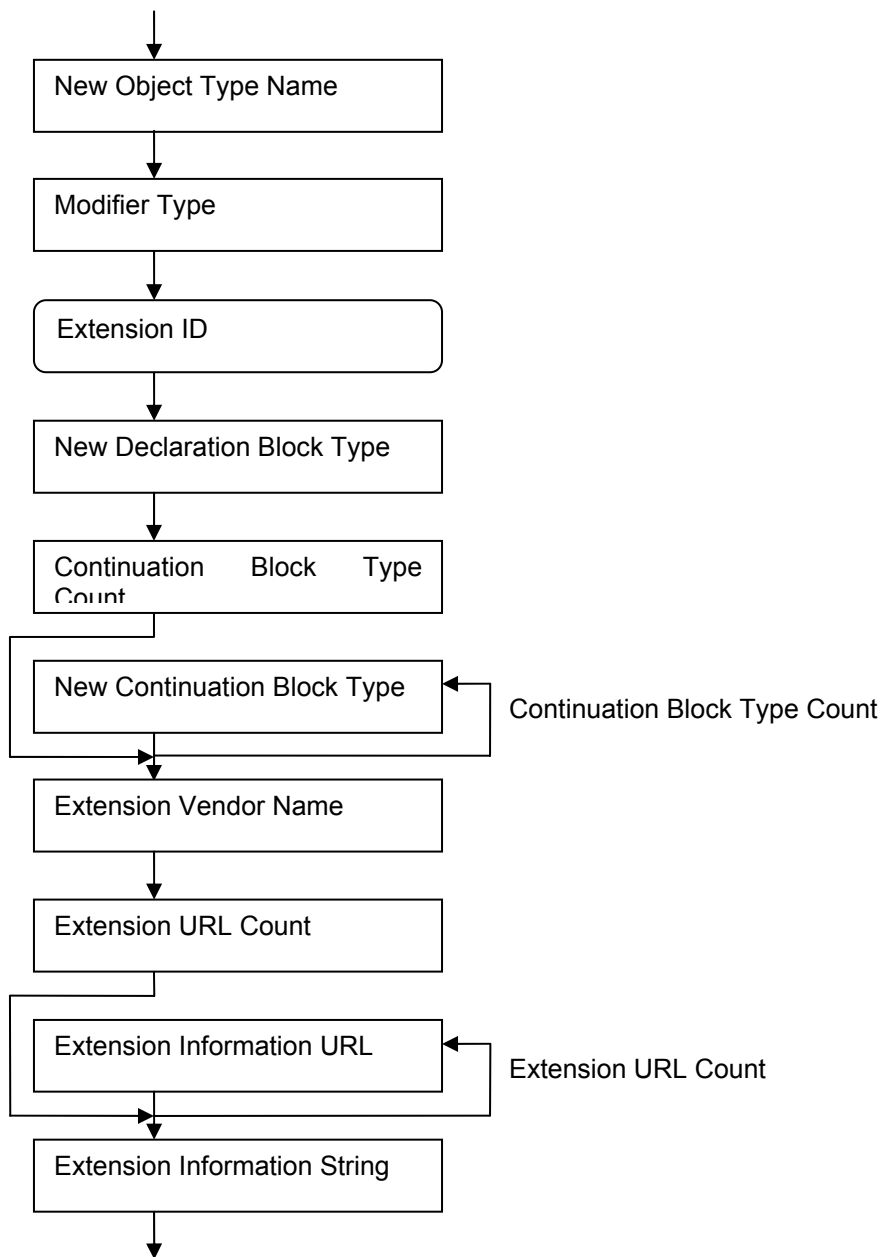 New Object Type Name
Modifier Type
Extension ID
New Declaration Block Type
Continuation Block Type
Count
New Continuation Block Type
Continuation Block Type Count
Extension Vendor Name
Extension URL Count
Extension Information URL
Extension URL Count
Extension Information String